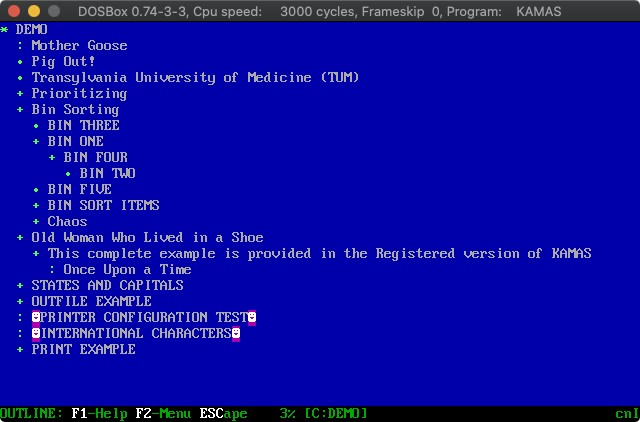 DOSBox 0.74-3-3, Cpu speed: 3000 cycles, Frameskip 0, Program: KAMAS
* DEMO
: Mother Goose
• Pig Out!
• Transylvania University of Medicine (TUM)
+ Prioritizing
+ Bin Sorting
• BIN THREE
+ BIN ONE
+ BIN FOUR
• BIN TWO
• BIN FIVE
+ BIN SORT ITEMS
+ Chaos
+ Old Woman Who Lived in a Shoe
+ This complete example is provided in the Registered version of KAMAS
: Once Upon a Time
+ STATES AND CAPITALS
+ OUTFILE EXAMPLE
: ☻PRINTER CONFIGURATION TEST☻
: ☻INTERNATIONAL CHARACTERS☻
+ PRINT EXAMPLE
OUTLINE: F1-Help F2-Menu ESCape 3% [C:DEMO] cnI